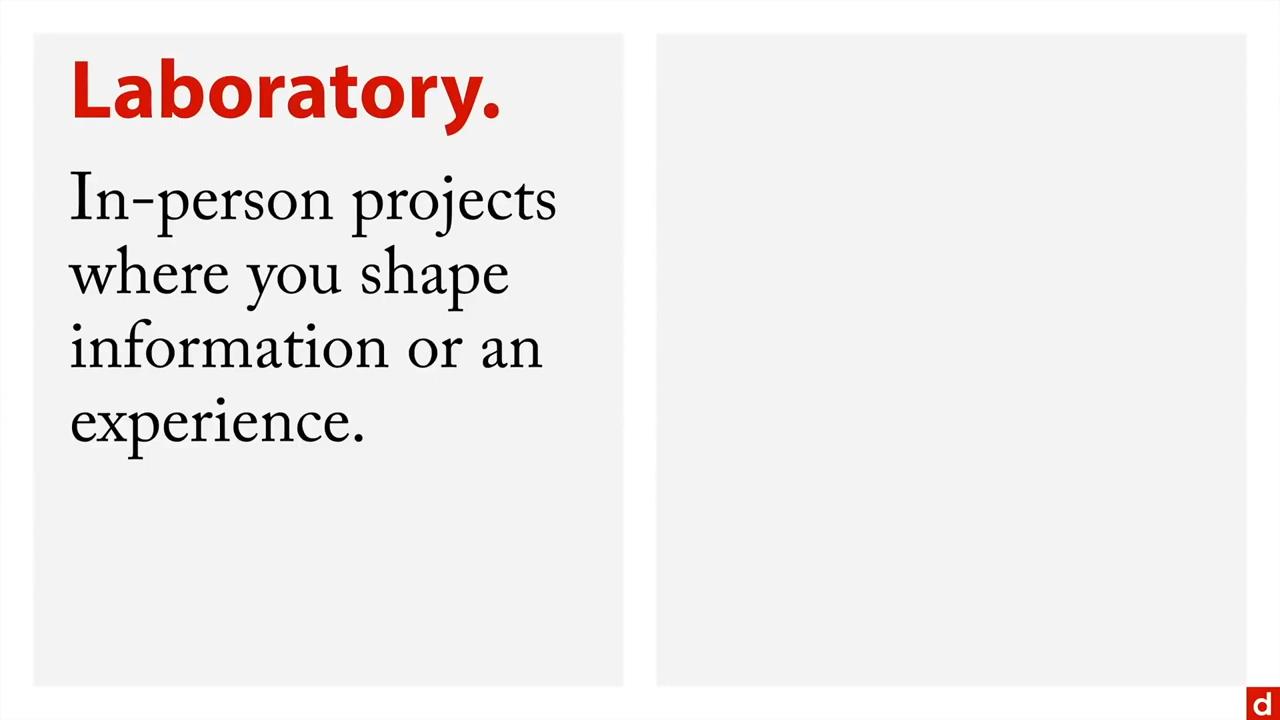 Laboratory.
In-person projects
where you shape
information or an
experience.
d